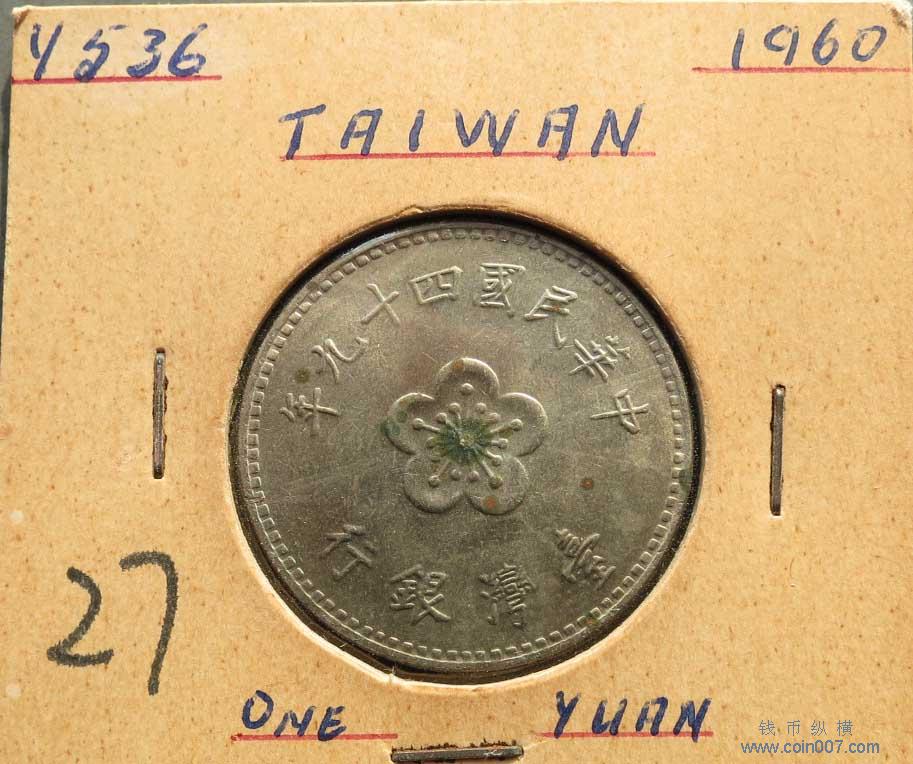 Y536
1960
TAIWAN
中華民國四十九年
臺灣銀行
27
ONE YUAN
钱币纵横
www.coin007.com